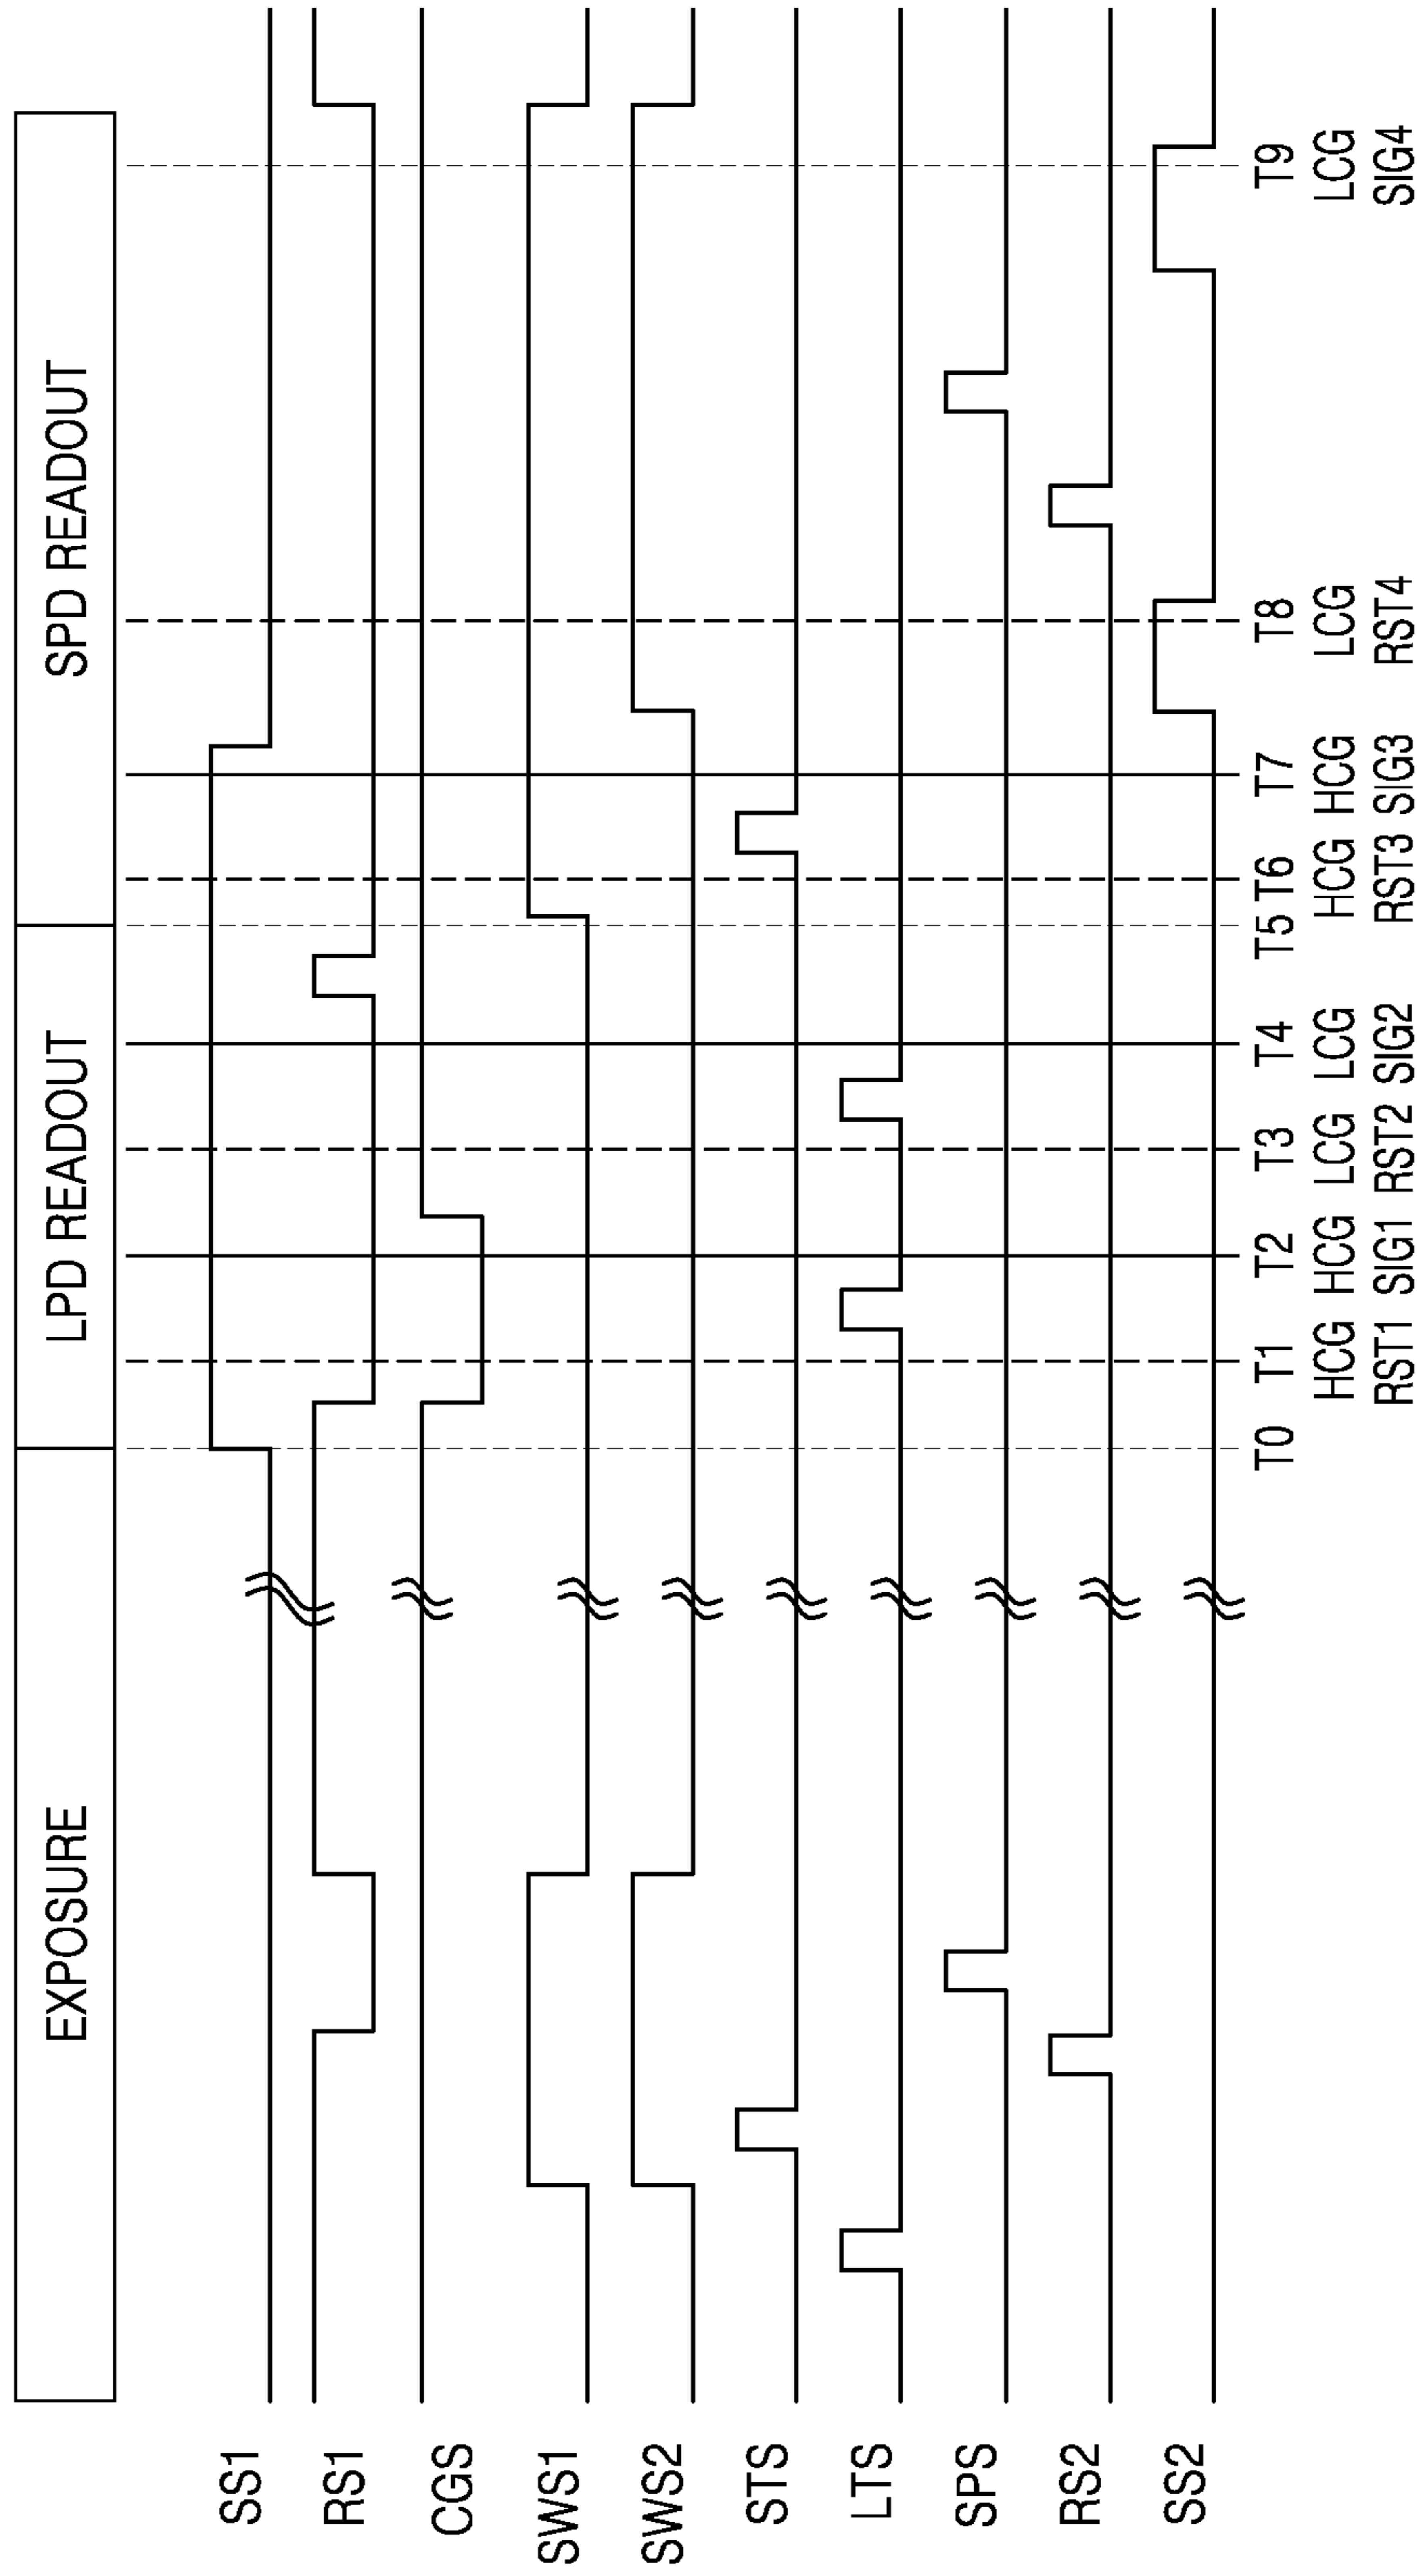 EXPOSURE LPD READOUT SPD READOUT
SS1
RS1
CGS
SWS1
SWS2
STS
LTS
SPS
RS2
SS2
T0 T1 T2 T3 T4 T5 T6 T7 T8 T9
HCG HCG LCG LCG HCG HCG LCG LCG
RST1 SIG1 RST2 SIG2 RST3 SIG3 RST4 SIG4